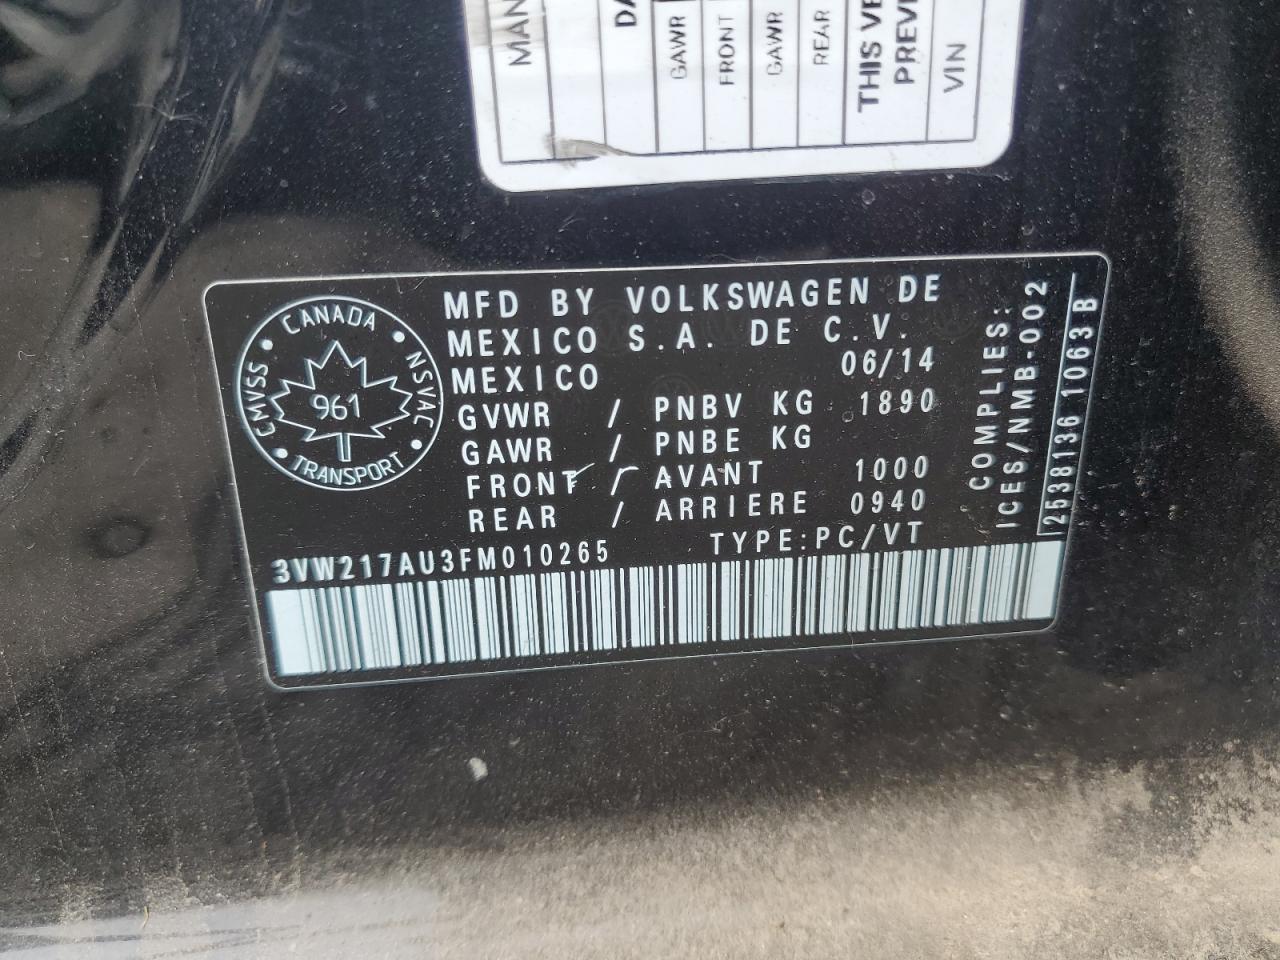 MAN
DA
GAWR
FRONT
GAWR
REAR
THIS VE
PREVE
VIN
CANADA
CMVSS
NSVAC
961
TRANSPORT
MFD BY VOLKSWAGEN DE
MEXICO S.A. DE C.V.
MEXICO 06/14
GVWR / PNBV KG 1890
GAWR / PNBE KG
FRONT / AVANT 1000
REAR / ARRIERE 0940
3VW217AU3FM010265 TYPE:PC/VT
COMPLIES:
ICES/NMB-002
2538136 1063 B